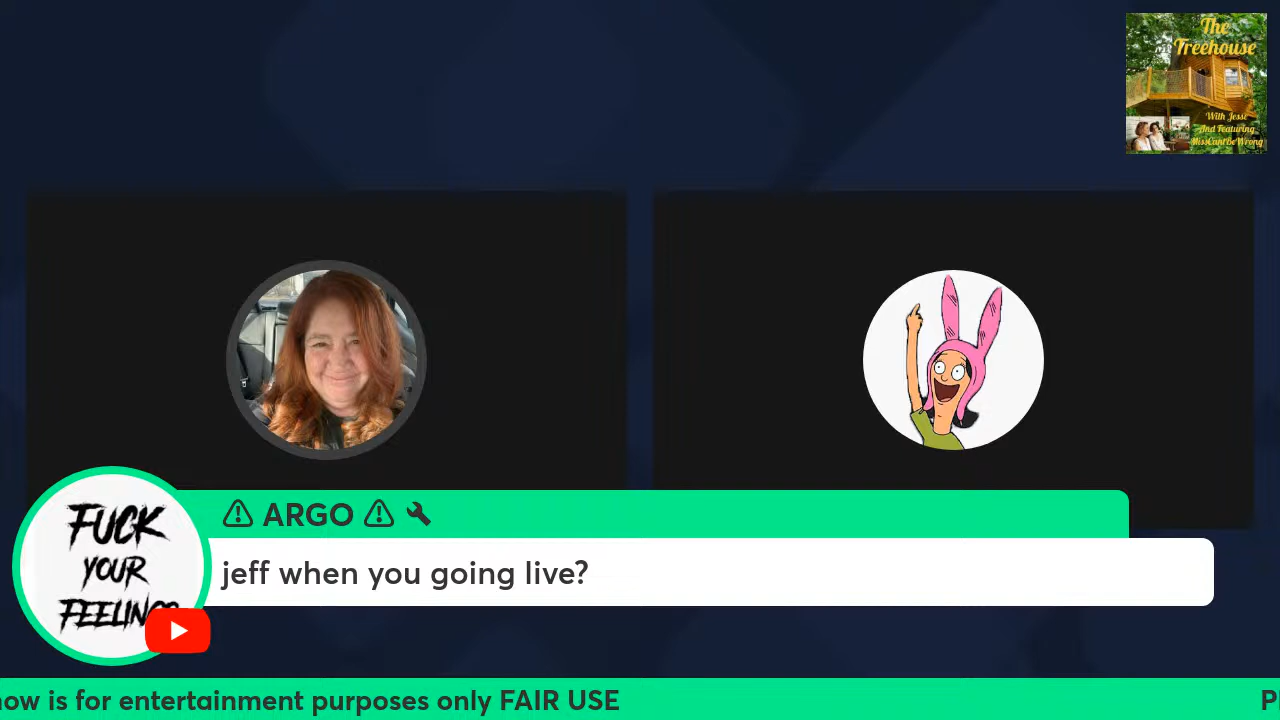 The
Treehouse
With Jesse
And Featuring
MissCantBeWrong
FUCK
YOUR
FEELINGS
ARGO
jeff when you going live?
how is for entertainment purposes only FAIR USE